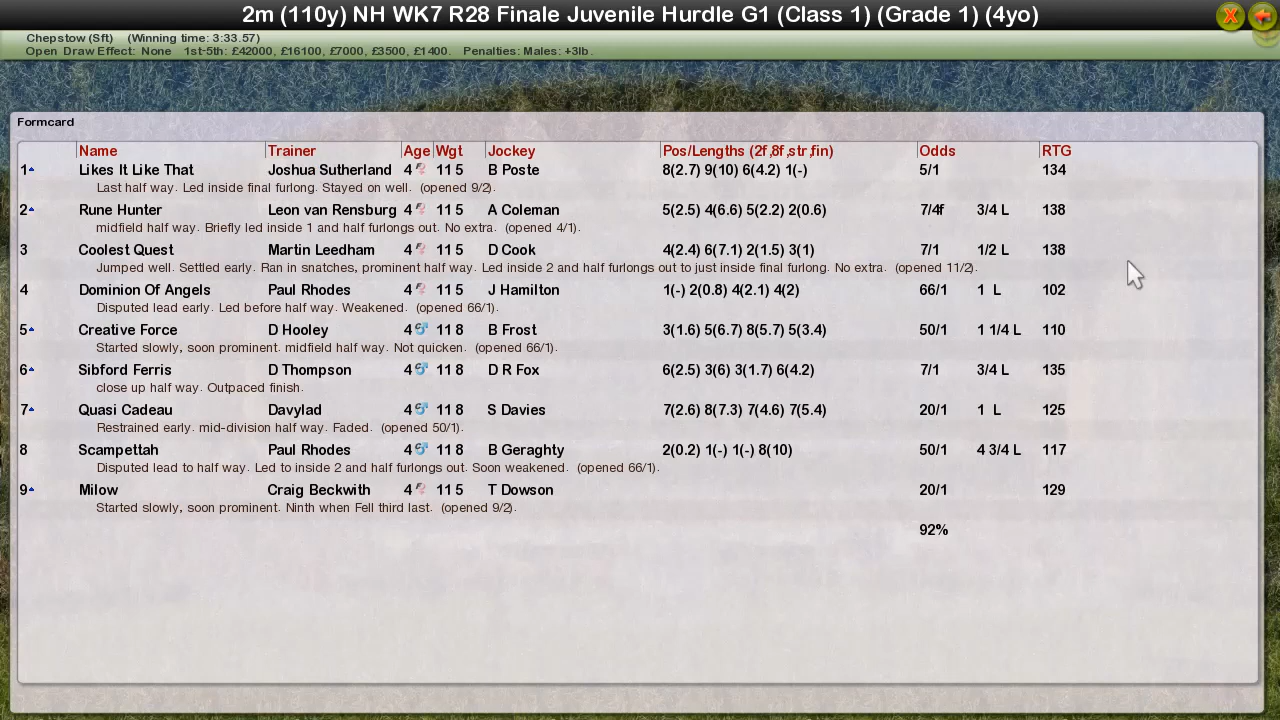 2m (110y) NH WK7 R28 Finale Juvenile Hurdle G1 (Class 1) (Grade 1) (4yo)
Chepstow (Sft) (Winning time: 3:33.57)
Open Draw Effect: None 1st-5th: £42000, £16100, £7000, £3500, £1400. Penalties: Males: +3lb.
Formcard
Name Trainer Age Wgt Jockey Pos/Lengths (2f,8f,str,fin) Odds RTG
1 Likes It Like That Joshua Sutherland 4 11 5 B Poste 8(2.7) 9(10) 6(4.2) 1(-) 5/1 134
Last half way. Led inside final furlong. Stayed on well. (opened 9/2).
2 Rune Hunter Leon van Rensburg 4 11 5 A Coleman 5(2.5) 4(6.6) 5(2.2) 2(0.6) 7/4f 3/4 L 138
midfield half way. Briefly led inside 1 and half furlongs out. No extra. (opened 4/1).
3 Coolest Quest Martin Leedham 4 11 5 D Cook 4(2.4) 6(7.1) 2(1.5) 3(1) 7/1 1/2 L 138
Jumped well. Settled early. Ran in snatches, prominent half way. Led inside 2 and half furlongs out to just inside final furlong. No extra. (opened 11/2).
4 Dominion Of Angels Paul Rhodes 4 11 5 J Hamilton 1(-) 2(0.8) 4(2.1) 4(2) 66/1 1 L 102
Disputed lead early. Led before half way. Weakened. (opened 66/1).
5 Creative Force D Hooley 4 11 8 B Frost 3(1.6) 5(6.7) 8(5.7) 5(3.4) 50/1 1 1/4 L 110
Started slowly, soon prominent. midfield half way. Not quicken. (opened 66/1).
6 Sibford Ferris D Thompson 4 11 8 D R Fox 6(2.5) 3(6) 3(1.7) 6(4.2) 7/1 3/4 L 135
close up half way. Outpaced finish.
7 Quasi Cadeau Davylad 4 11 8 S Davies 7(2.6) 8(7.3) 7(4.6) 7(5.4) 20/1 1 L 125
Restrained early. mid-division half way. Faded. (opened 50/1).
8 Scampettah Paul Rhodes 4 11 8 B Geraghty 2(0.2) 1(-) 1(-) 8(10) 50/1 4 3/4 L 117
Disputed lead to half way. Led to inside 2 and half furlongs out. Soon weakened. (opened 66/1).
9 Milow Craig Beckwith 4 11 5 T Dowson 20/1 129
Started slowly, soon prominent. Ninth when Fell third last. (opened 9/2).
92%